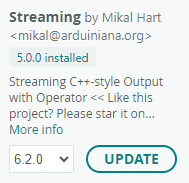 Streaming by Mikal Hart
<mikal@arduiniana.org>
5.0.0 installed
Streaming C++-style Output
with Operator << Like this
project? Please star it on...
More info
6.2.0 UPDATE